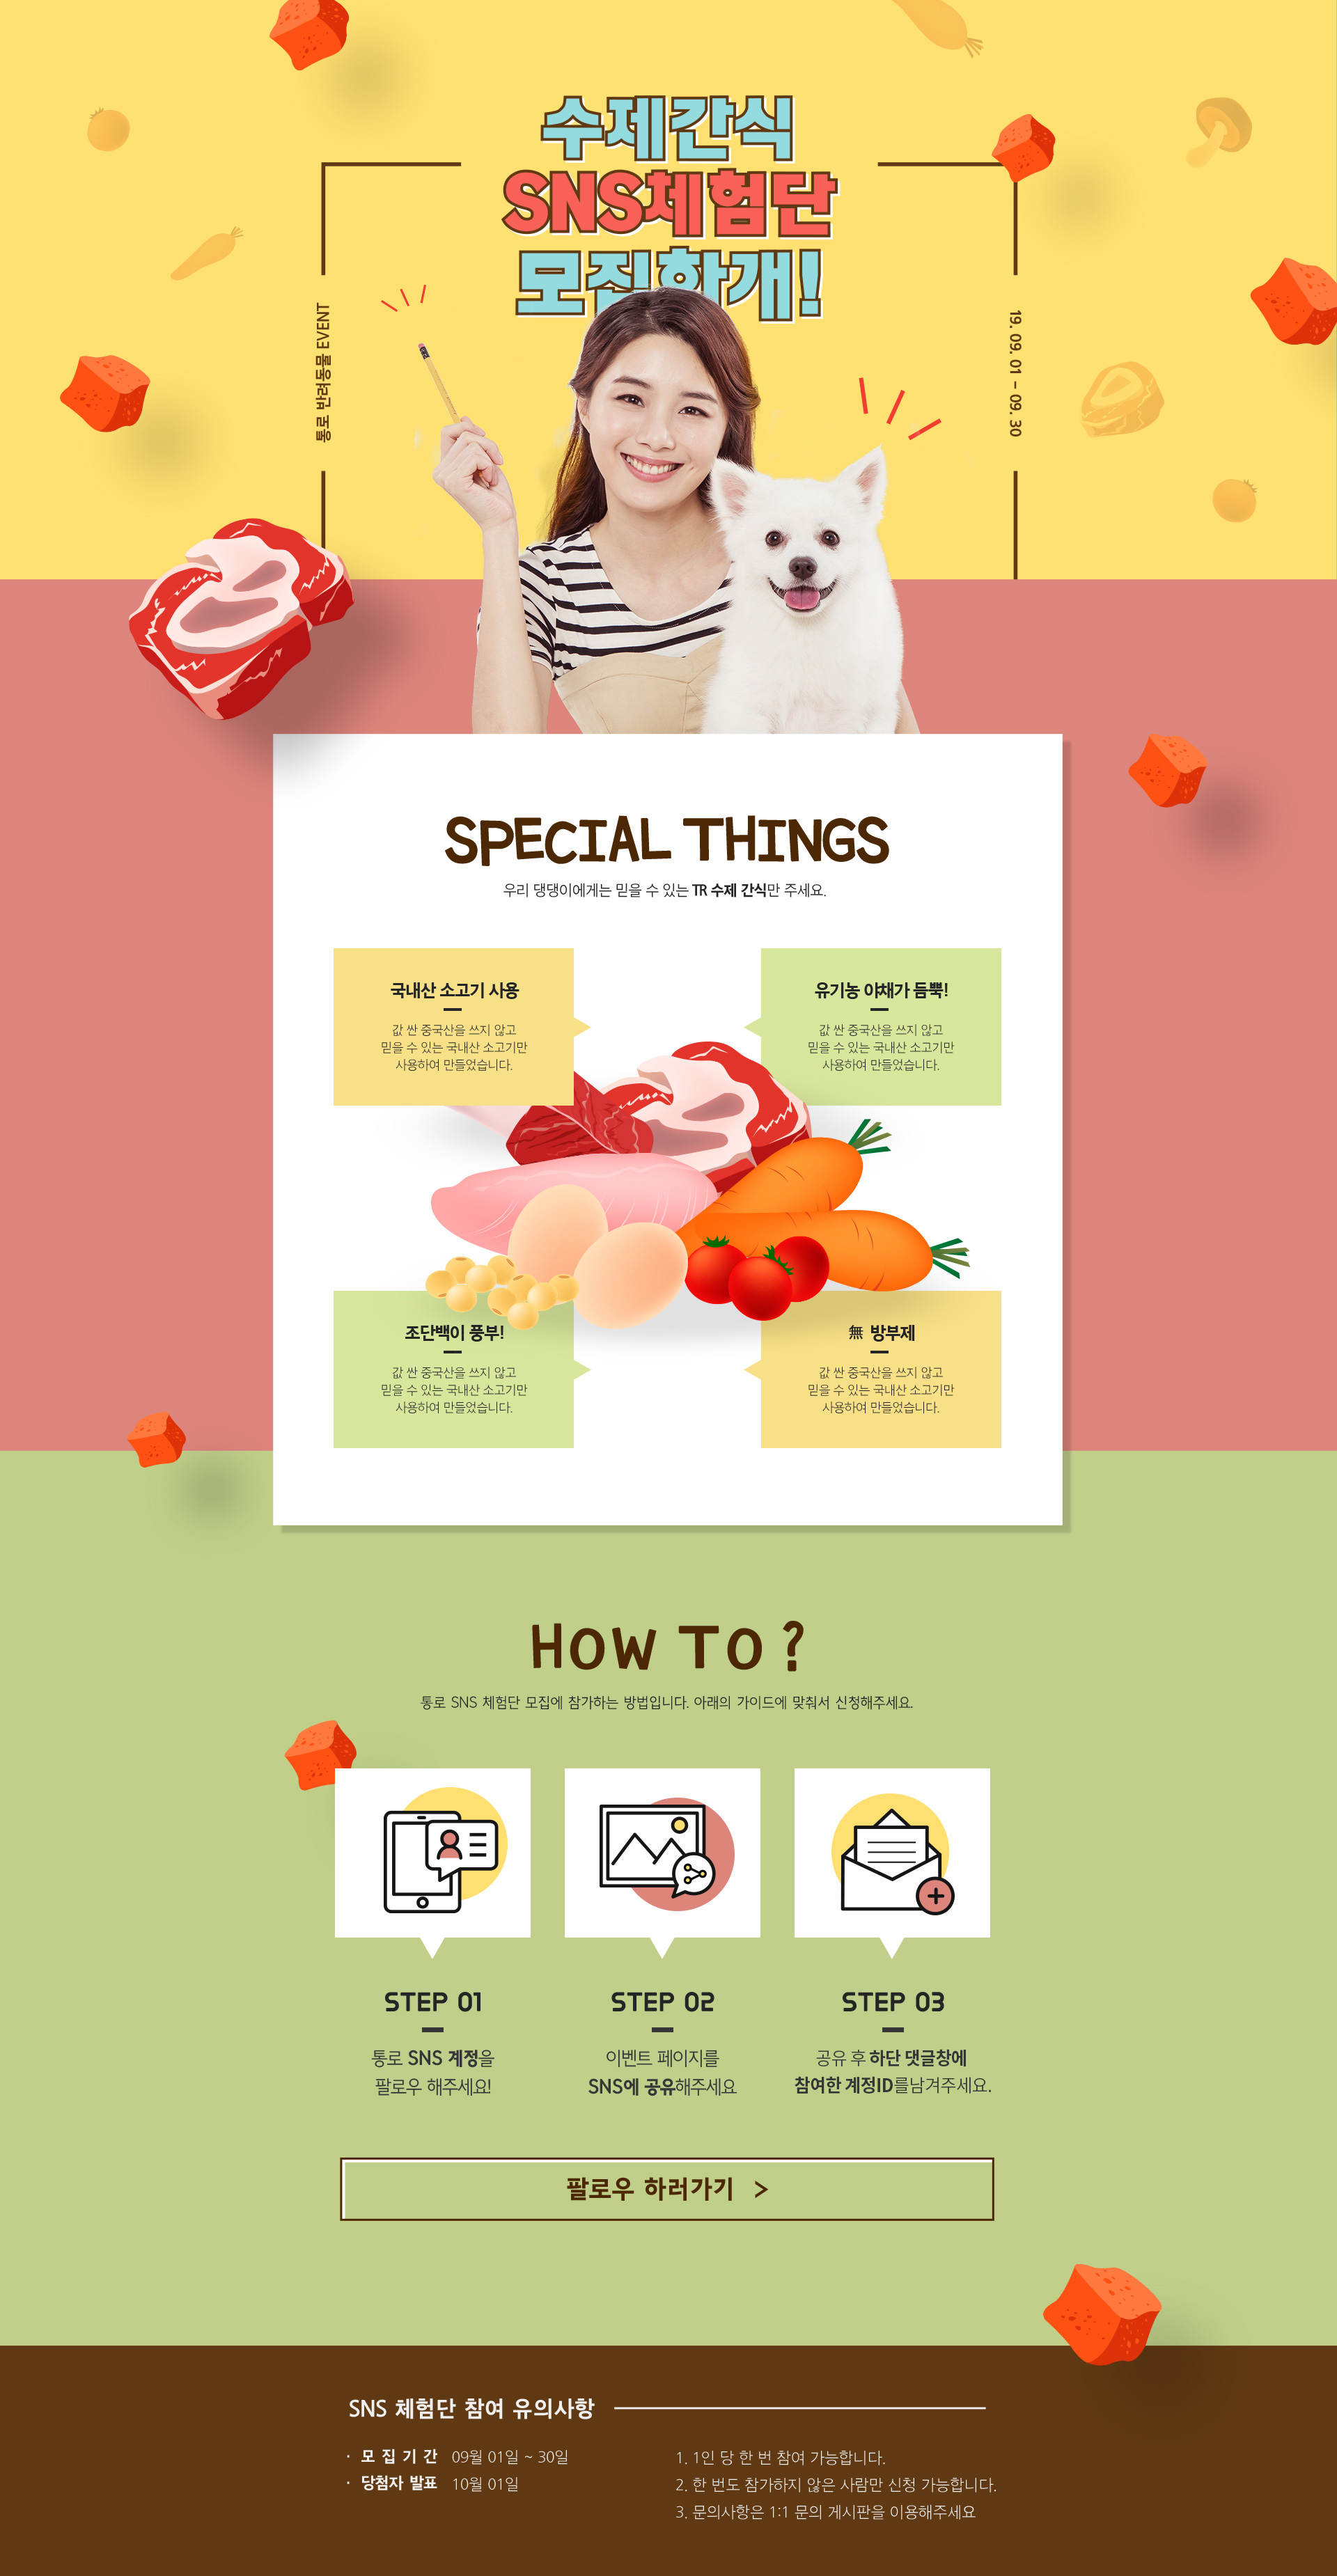 수제간식
SNS체험단
모집하개!
통로 반려동물 EVENT
19. 09. 01 - 09. 30
SPECIAL THINGS
우리 댕댕이에게는 믿을 수 있는 TR 수제 간식만 주세요.
국내산 소고기 사용
값 싼 중국산을 쓰지 않고
믿을 수 있는 국내산 소고기만
사용하여 만들었습니다.
유기농 야채가 듬뿍!
값 싼 중국산을 쓰지 않고
믿을 수 있는 국내산 소고기만
사용하여 만들었습니다.
조단백이 풍부!
값 싼 중국산을 쓰지 않고
믿을 수 있는 국내산 소고기만
사용하여 만들었습니다.
無 방부제
값 싼 중국산을 쓰지 않고
믿을 수 있는 국내산 소고기만
사용하여 만들었습니다.
HOW TO ?
통로 SNS 체험단 모집에 참가하는 방법입니다. 아래의 가이드에 맞춰서 신청해주세요.
STEP 01
통로 SNS 계정을
팔로우 해주세요!
STEP 02
이벤트 페이지를
SNS에 공유해주세요
STEP 03
공유 후 하단 댓글창에
참여한 계정ID를남겨주세요.
팔로우 하러가기 >
SNS 체험단 참여 유의사항
· 모 집 기 간 09월 01일 ~ 30일
· 당첨자 발표 10월 01일
1. 1인 당 한 번 참여 가능합니다.
2. 한 번도 참가하지 않은 사람만 신청 가능합니다.
3. 문의사항은 1:1 문의 게시판을 이용해주세요